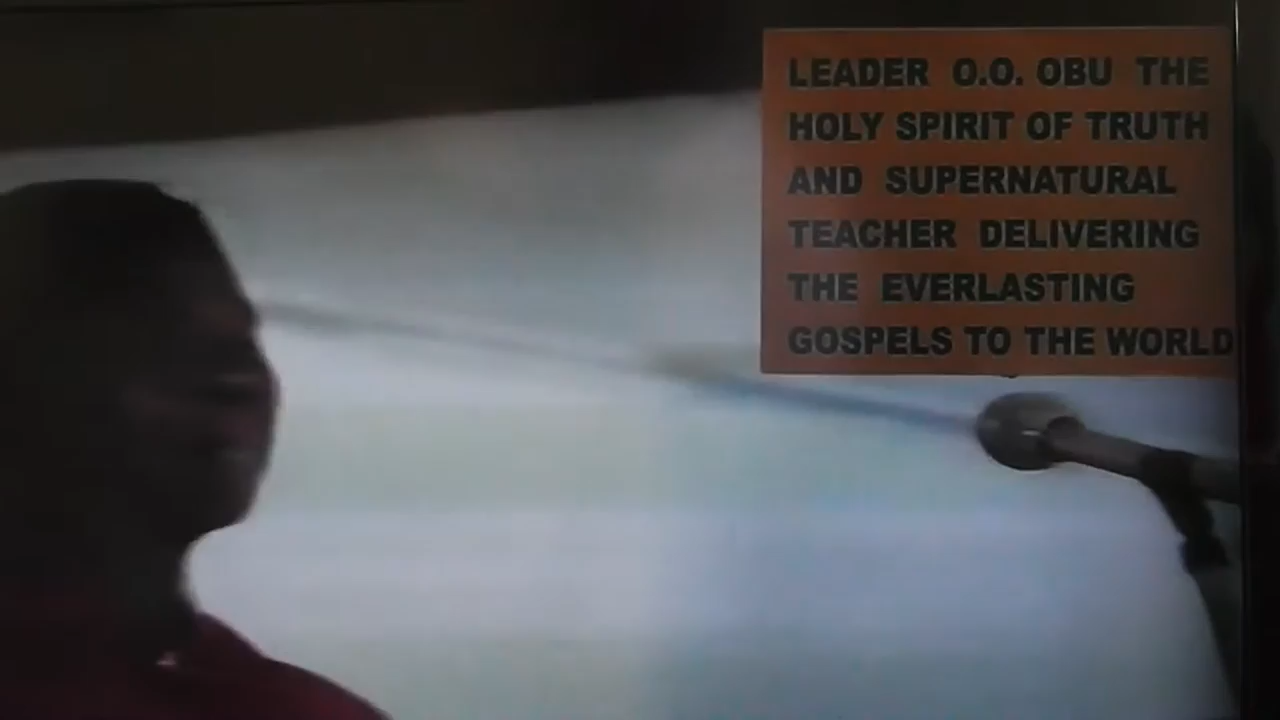 LEADER O.O. OBU THE
HOLY SPIRIT OF TRUTH
AND SUPERNATURAL
TEACHER DELIVERING
THE EVERLASTING
GOSPELS TO THE WORLD